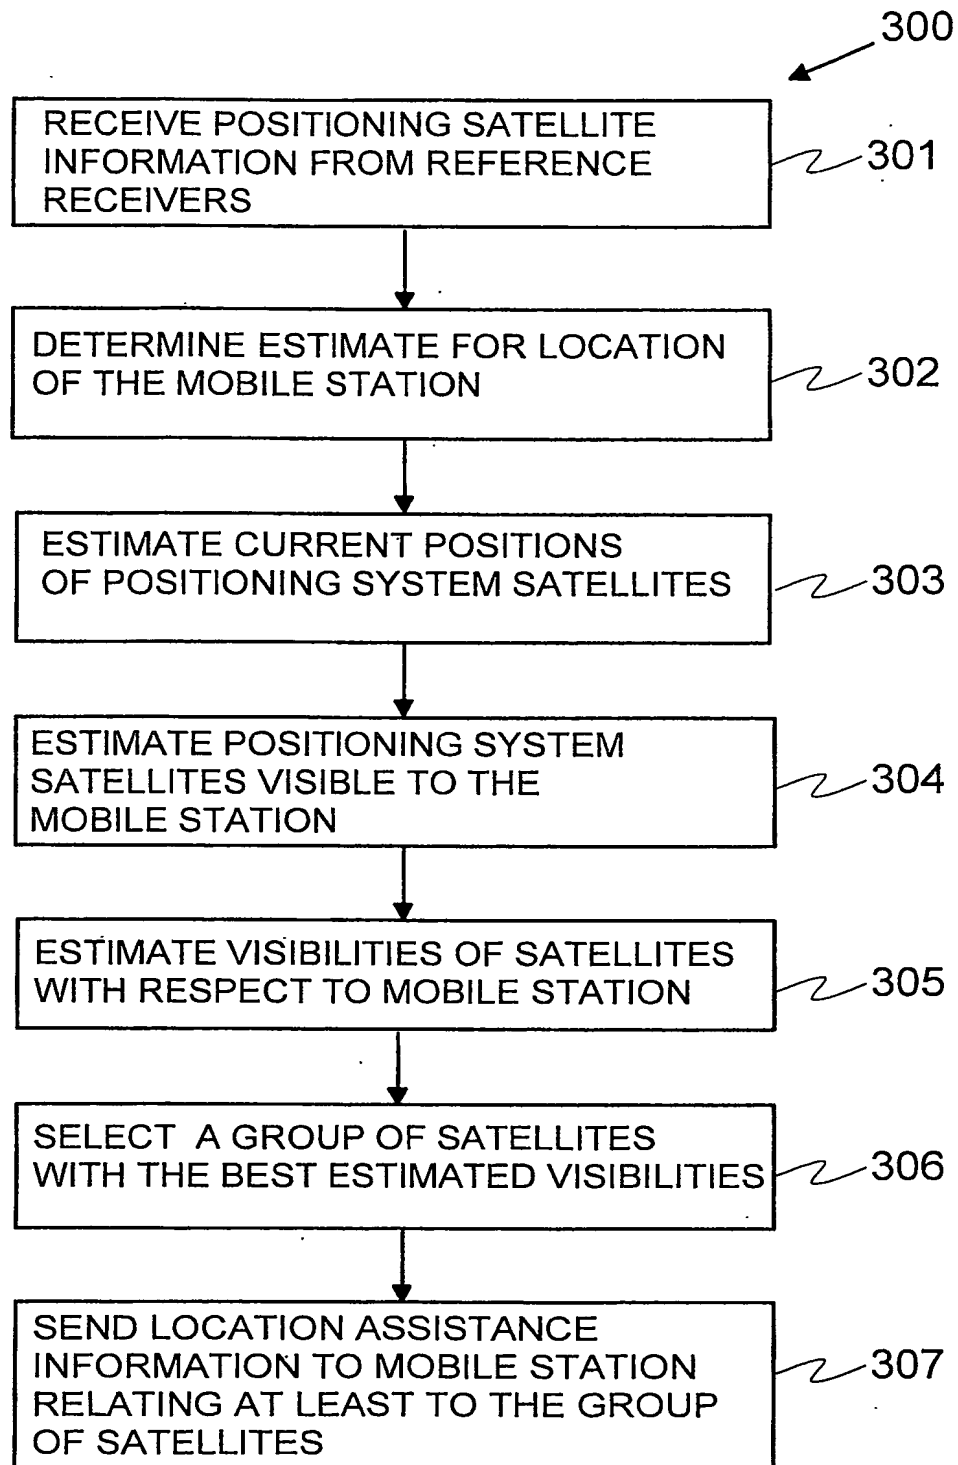 300
RECEIVE POSITIONING SATELLITE
INFORMATION FROM REFERENCE
RECEIVERS
301
DETERMINE ESTIMATE FOR LOCATION
OF THE MOBILE STATION
302
ESTIMATE CURRENT POSITIONS
OF POSITIONING SYSTEM SATELLITES
303
ESTIMATE POSITIONING SYSTEM
SATELLITES VISIBLE TO THE
MOBILE STATION
304
ESTIMATE VISIBILITIES OF SATELLITES
WITH RESPECT TO MOBILE STATION
305
SELECT A GROUP OF SATELLITES
WITH THE BEST ESTIMATED VISIBILITIES
306
SEND LOCATION ASSISTANCE
INFORMATION TO MOBILE STATION
RELATING AT LEAST TO THE GROUP
OF SATELLITES
307